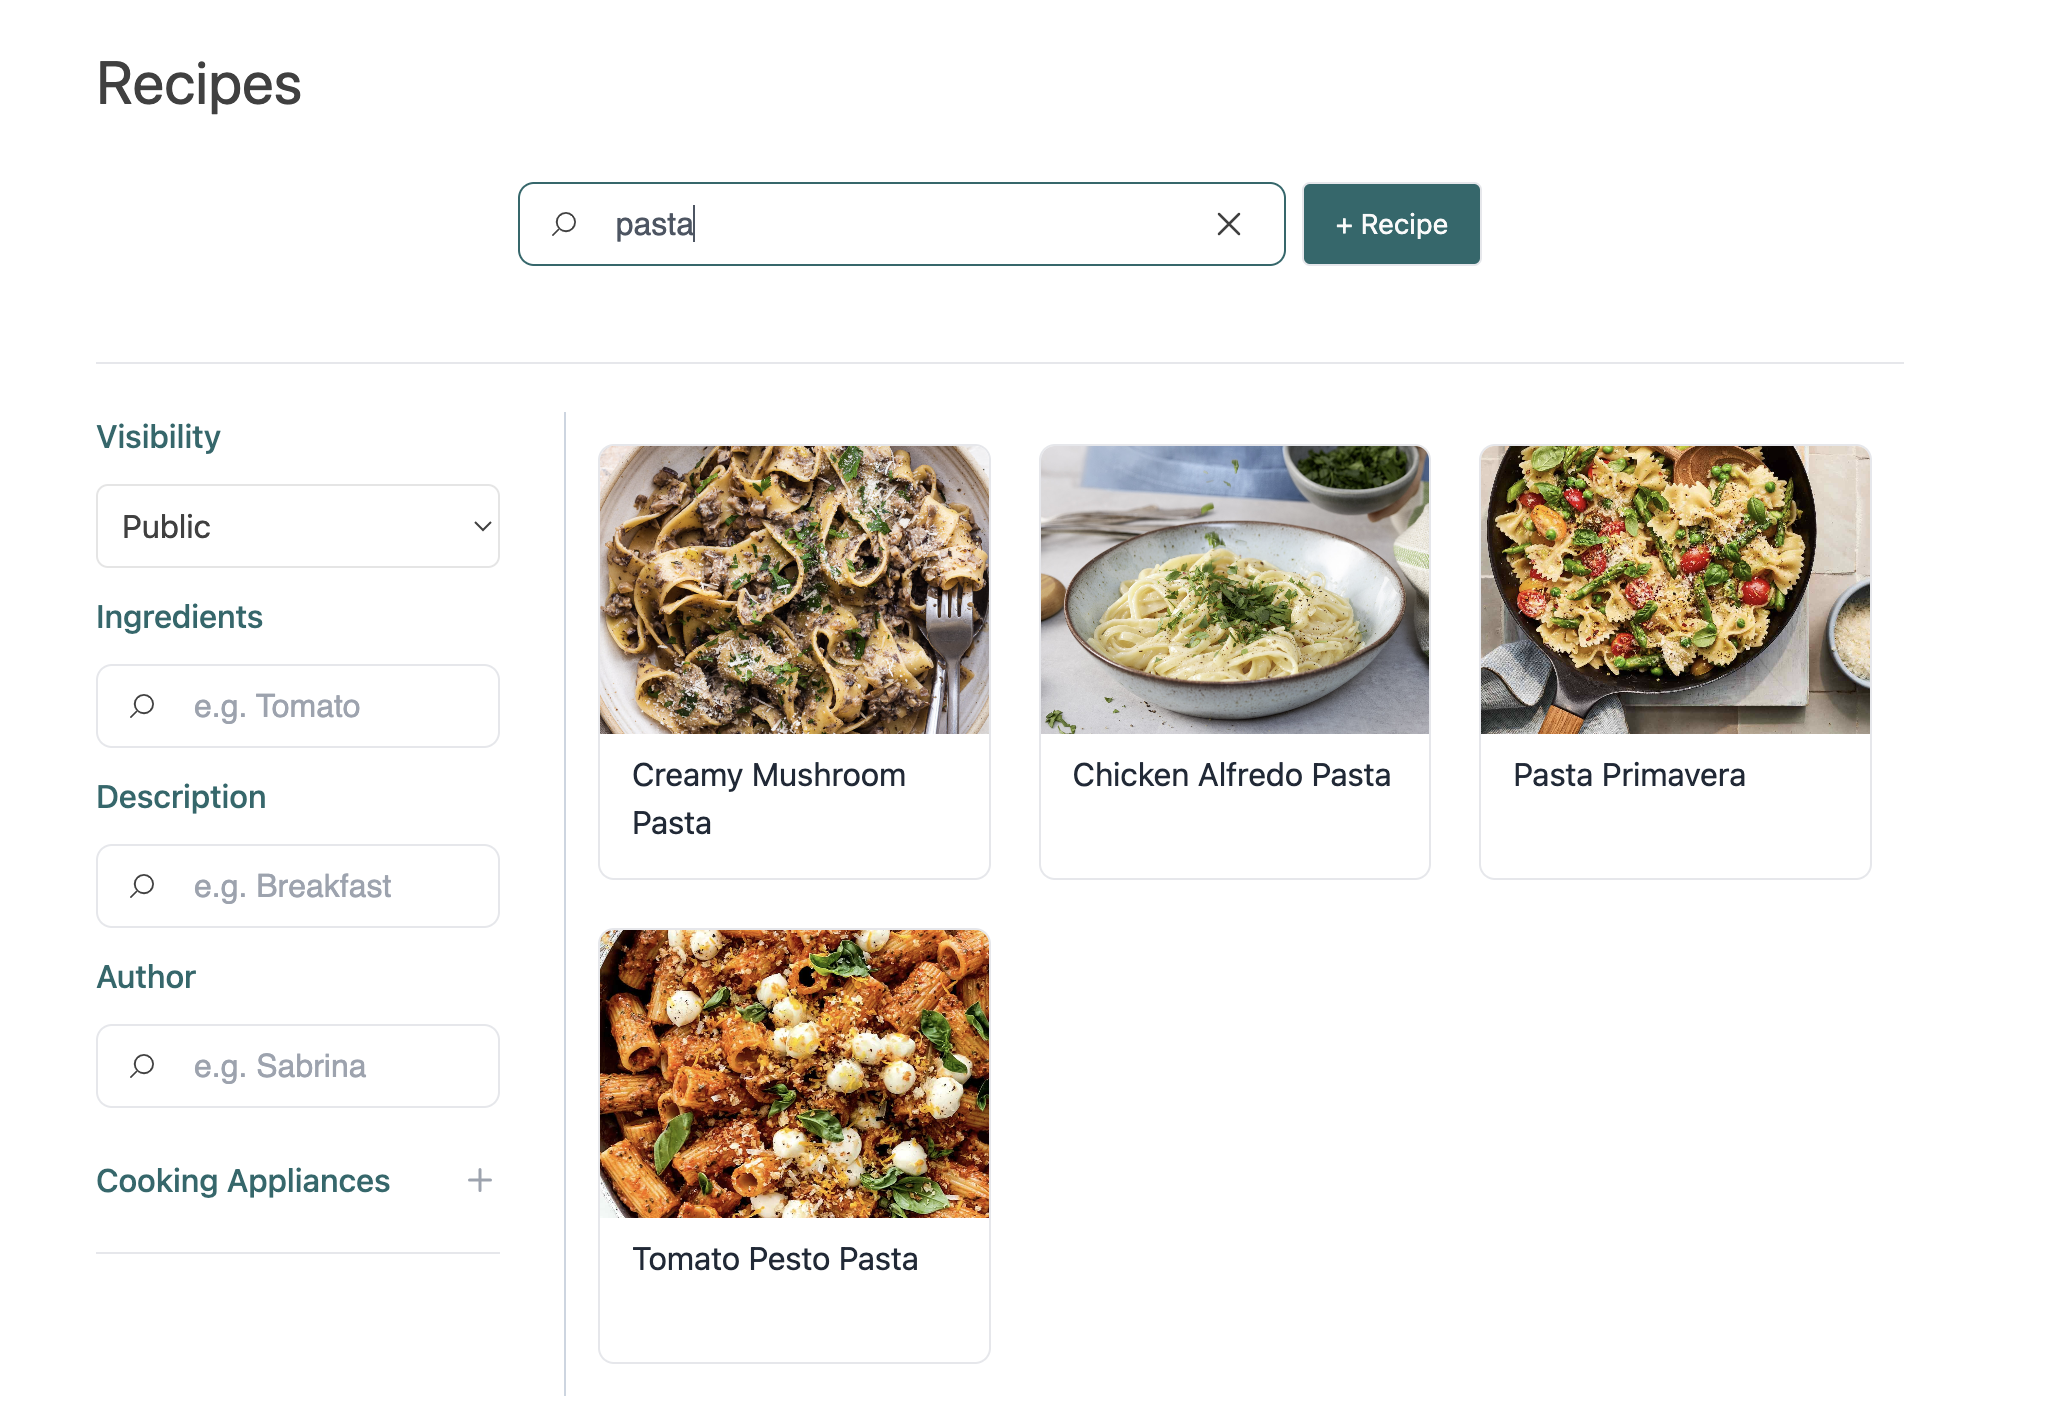 Recipes
pasta
+ Recipe
Visibility
Public
Ingredients
e.g. Tomato
Description
e.g. Breakfast
Author
e.g. Sabrina
Cooking Appliances
Creamy Mushroom
Pasta
Chicken Alfredo Pasta
Pasta Primavera
Tomato Pesto Pasta